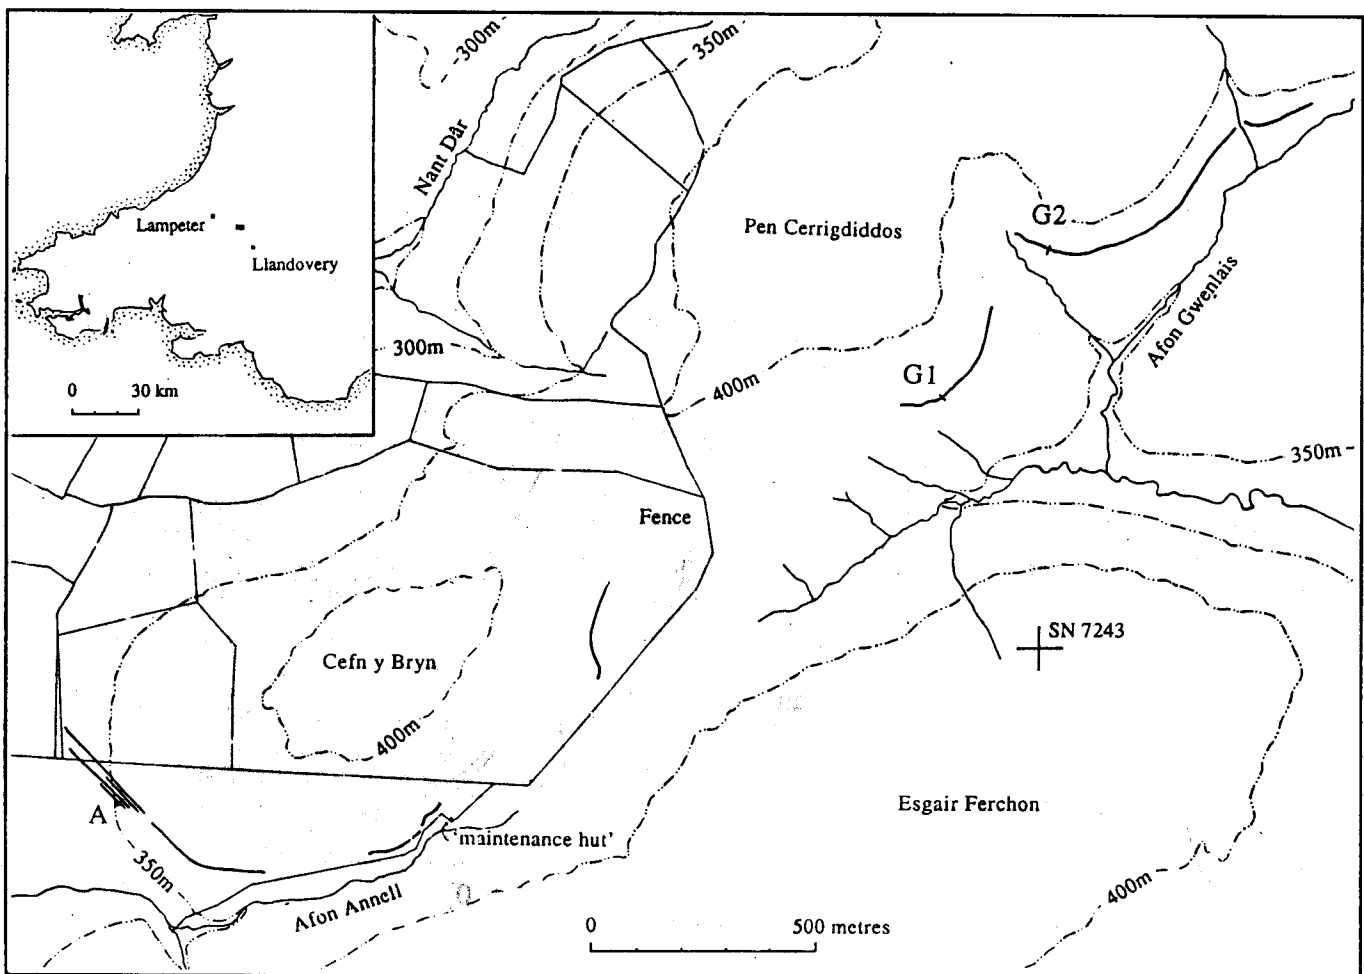 300m
350m
Nant Dâr
Lampeter
Llandovery
0 30 km
Pen Cerrigdiddos
G2
Afon Gwenlais
300m
400m
G1
350m
Fence
SN 7243
Cefn y Bryn
400m
A
'maintenance hut'
Esgair Ferchon
350m
Afon Annell
400m
0 500 metres